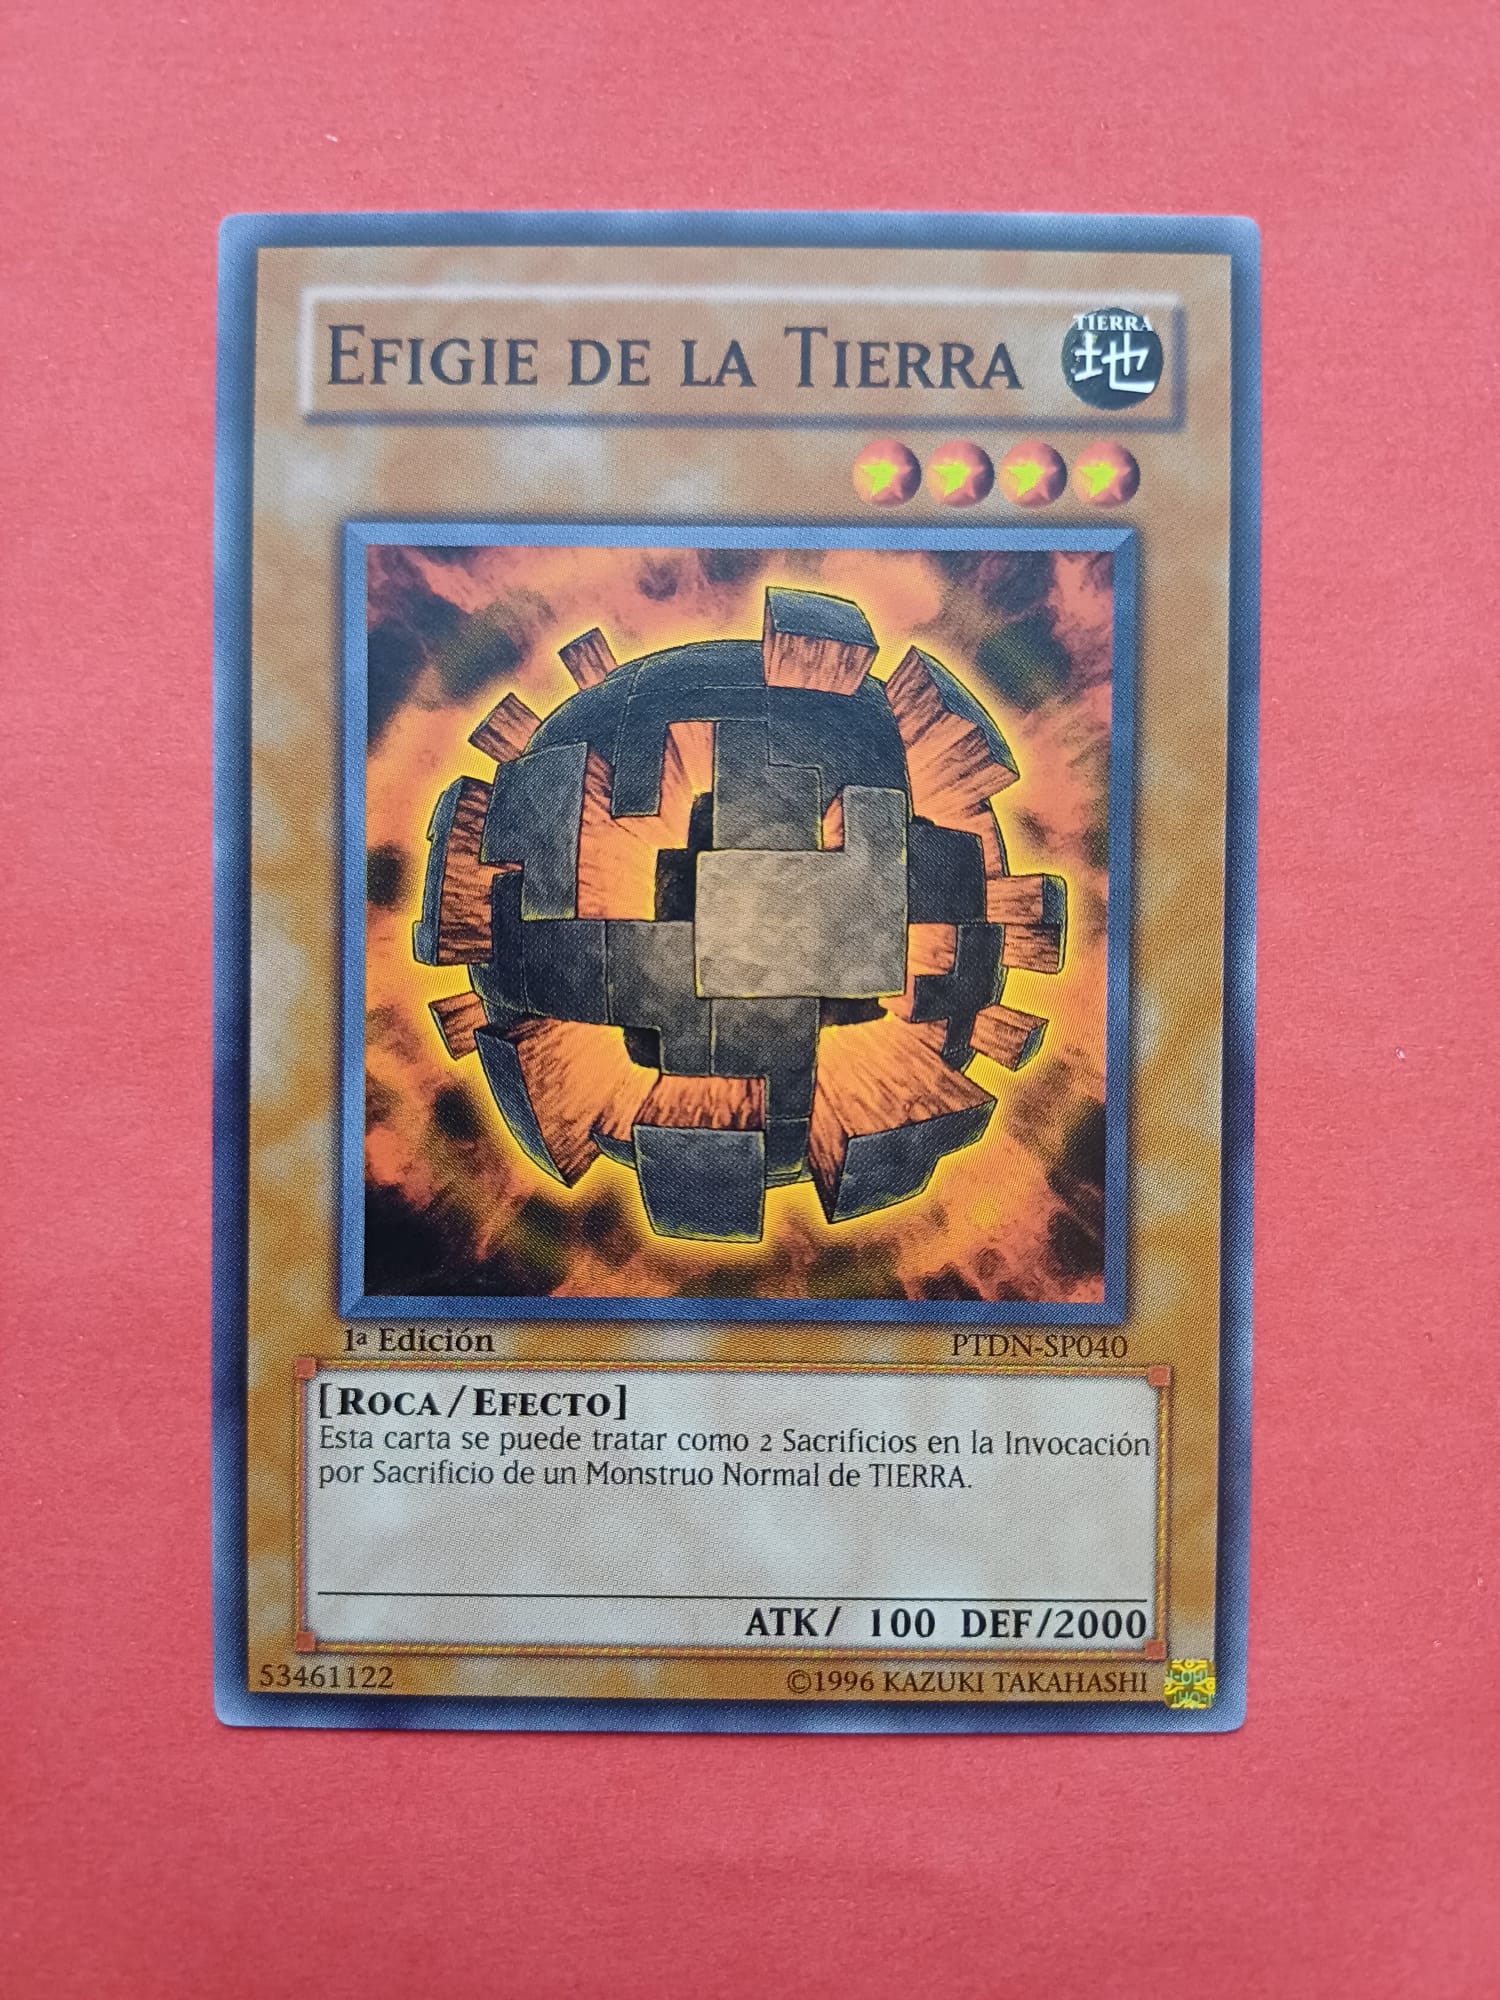 EFIGIE DE LA TIERRA
TIERRA
地
1ª Edición
PTDN-SP040
[ROCA/EFECTO]
Esta carta se puede tratar como 2 Sacrificios en la Invocación
por Sacrificio de un Monstruo Normal de TIERRA.
ATK/ 100 DEF/2000
53461122
©1996 KAZUKI TAKAHASHI